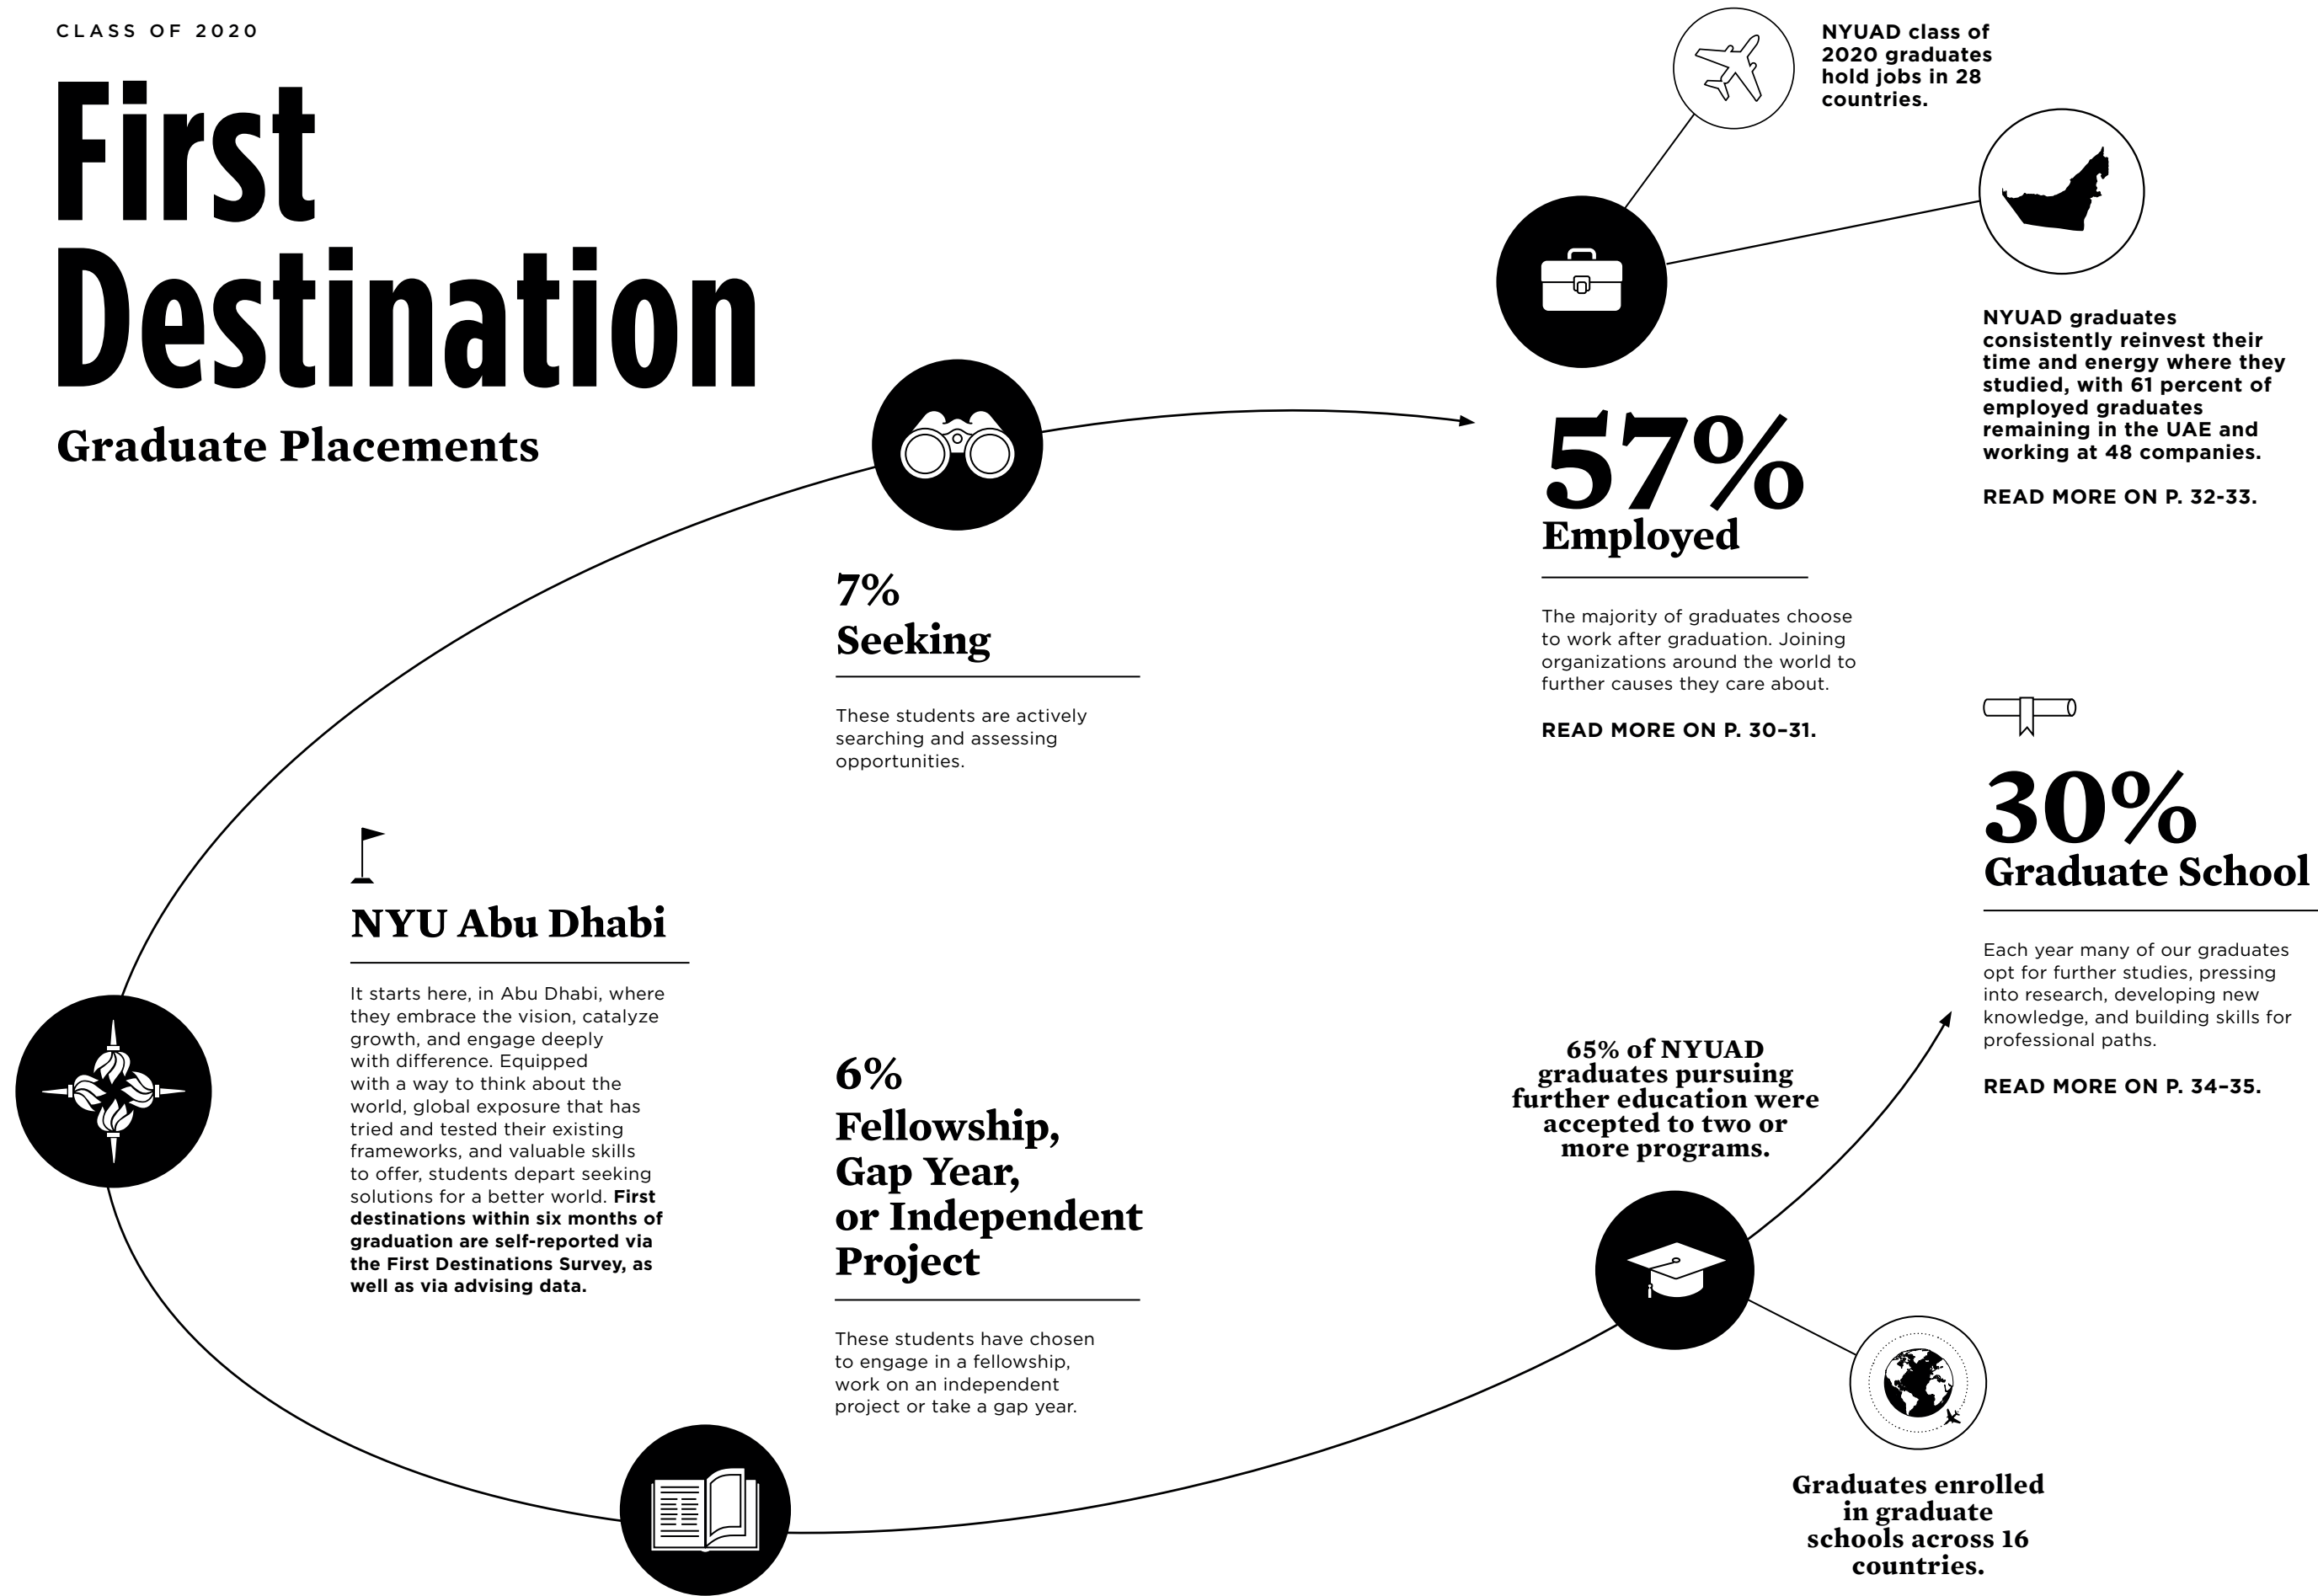 CLASS OF 2020
First
Destination
Graduate Placements
NYUAD class of
2020 graduates
hold jobs in 28
countries.
NYUAD graduates
consistently reinvest their
time and energy where they
studied, with 61 percent of
employed graduates
remaining in the UAE and
working at 48 companies.
READ MORE ON P. 32-33.
57%
Employed
The majority of graduates choose
to work after graduation. Joining
organizations around the world to
further causes they care about.
READ MORE ON P. 30–31.
7%
Seeking
These students are actively
searching and assessing
opportunities.
30%
Graduate School
Each year many of our graduates
opt for further studies, pressing
into research, developing new
knowledge, and building skills for
professional paths.
READ MORE ON P. 34–35.
NYU Abu Dhabi
It starts here, in Abu Dhabi, where
they embrace the vision, catalyze
growth, and engage deeply
with difference. Equipped
with a way to think about the
world, global exposure that has
tried and tested their existing
frameworks, and valuable skills
to offer, students depart seeking
solutions for a better world. First
destinations within six months of
graduation are self-reported via
the First Destinations Survey, as
well as via advising data.
6%
Fellowship,
Gap Year,
or Independent
Project
These students have chosen
to engage in a fellowship,
work on an independent
project or take a gap year.
65% of NYUAD
graduates pursuing
further education were
accepted to two or
more programs.
Graduates enrolled
in graduate
schools across 16
countries.